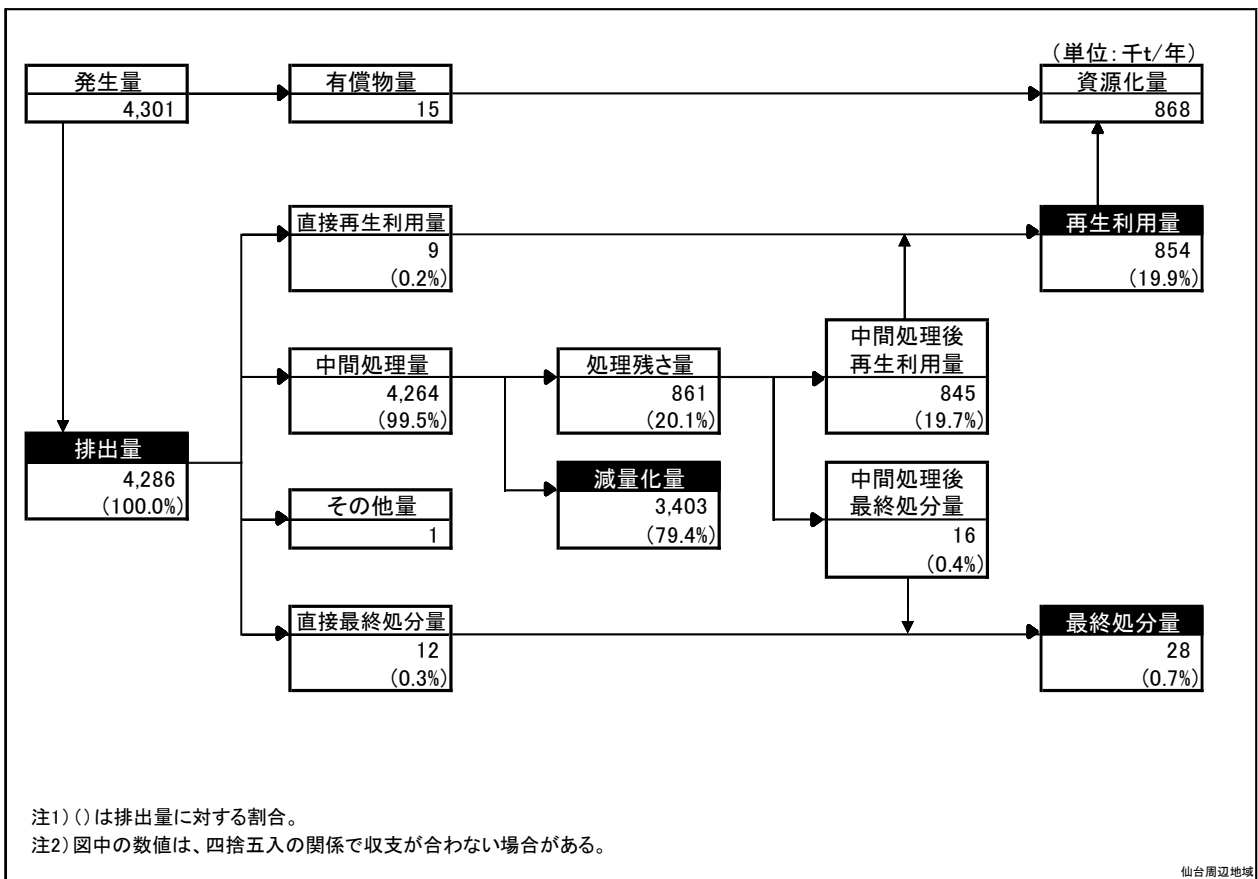 (単位:千t/年)
発生量
4,301
有償物量
15
資源化量
868
直接再生利用量
9
(0.2%)
再生利用量
854
(19.9%)
中間処理量
4,264
(99.5%)
処理残さ量
861
(20.1%)
中間処理後
再生利用量
845
(19.7%)
排出量
4,286
(100.0%)
減量化量
3,403
(79.4%)
中間処理後
最終処分量
16
(0.4%)
その他量
1
直接最終処分量
12
(0.3%)
最終処分量
28
(0.7%)
注1)()は排出量に対する割合。
注2)図中の数値は、四捨五入の関係で収支が合わない場合がある。
仙台周辺地域